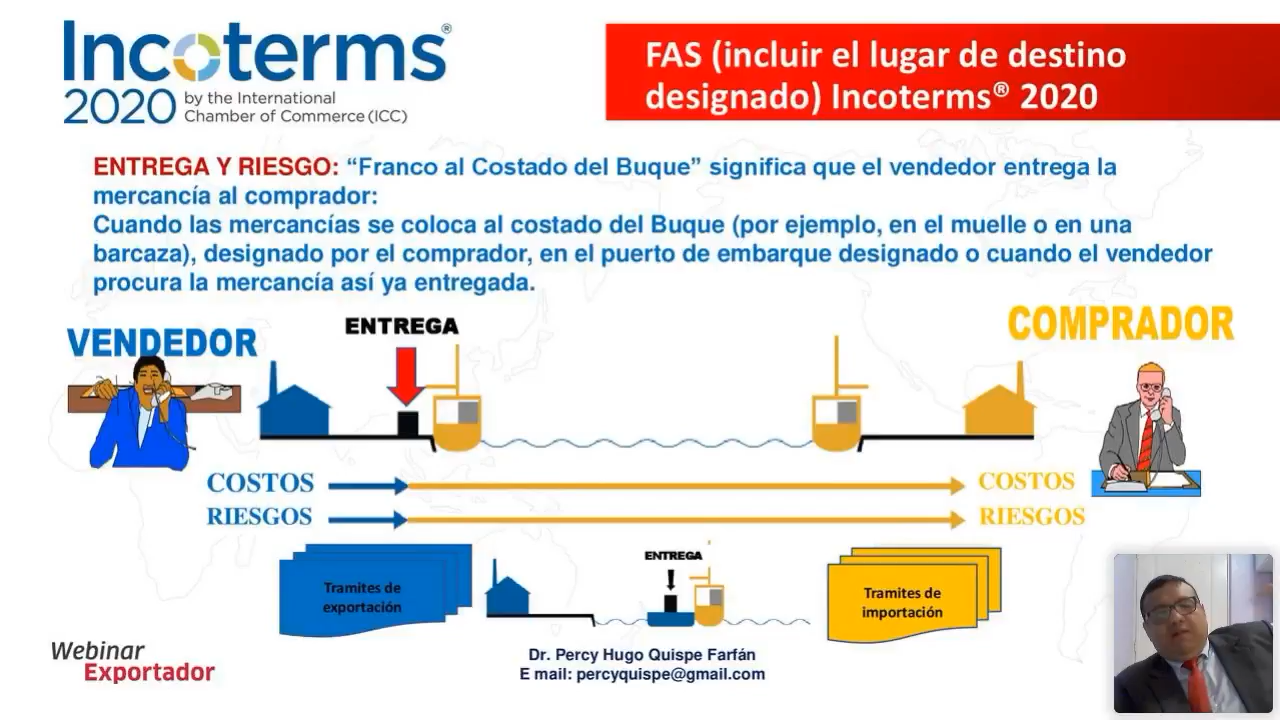 Incoterms®
2020 by the International
Chamber of Commerce (ICC)
FAS (incluir el lugar de destino
designado) Incoterms® 2020
ENTREGA Y RIESGO: “Franco al Costado del Buque” significa que el vendedor entrega la
mercancía al comprador:
Cuando las mercancías se coloca al costado del Buque (por ejemplo, en el muelle o en una
barcaza), designado por el comprador, en el puerto de embarque designado o cuando el vendedor
procura la mercancía así ya entregada.
VENDEDOR
ENTREGA
COMPRADOR
COSTOS
COSTOS
RIESGOS
RIESGOS
Tramites de
exportación
ENTREGA
Tramites de
importación
Webinar
Exportador
Dr. Percy Hugo Quispe Farfán
E mail: percyquispe@gmail.com